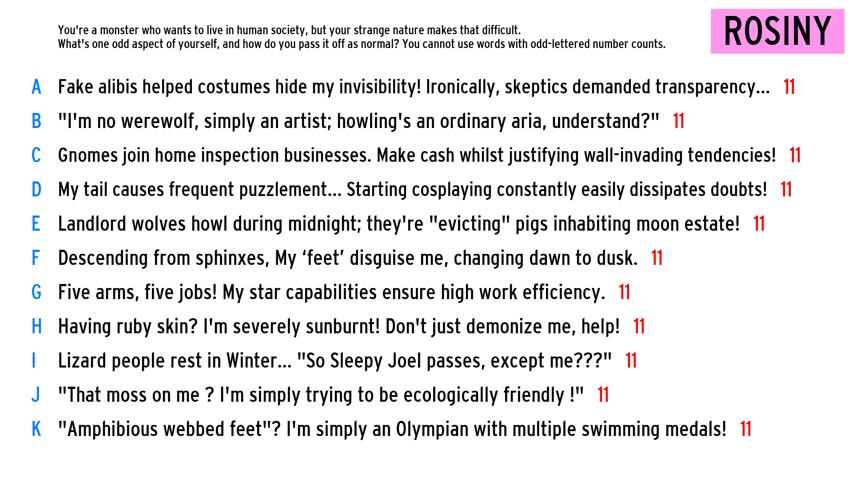 You're a monster who wants to live in human society, but your strange nature makes that difficult.
What's one odd aspect of yourself, and how do you pass it off as normal? You cannot use words with odd-lettered number counts.
ROSINY
A Fake alibis helped costumes hide my invisibility! Ironically, skeptics demanded transparency... 11
B "I'm no werewolf, simply an artist; howling's an ordinary aria, understand?" 11
C Gnomes join home inspection businesses. Make cash whilst justifying wall-invading tendencies! 11
D My tail causes frequent puzzlement... Starting cosplaying constantly easily dissipates doubts! 11
E Landlord wolves howl during midnight; they're "evicting" pigs inhabiting moon estate! 11
F Descending from sphinxes, My ‘feet’ disguise me, changing dawn to dusk. 11
G Five arms, five jobs! My star capabilities ensure high work efficiency. 11
H Having ruby skin? I'm severely sunburnt! Don't just demonize me, help! 11
I Lizard people rest in Winter... "So Sleepy Joel passes, except me???" 11
J "That moss on me ? I'm simply trying to be ecologically friendly !" 11
K "Amphibious webbed feet"? I'm simply an Olympian with multiple swimming medals! 11